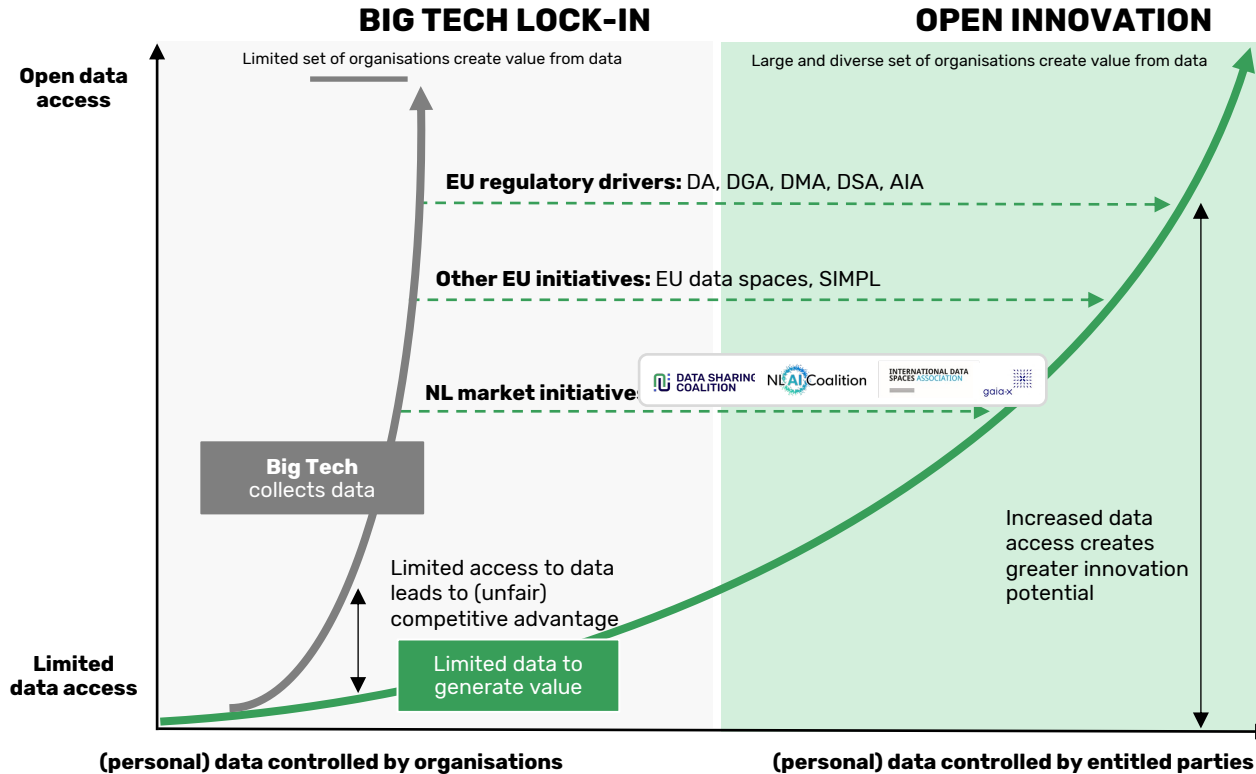 BIG TECH LOCK-IN
OPEN INNOVATION
Limited set of organisations create value from data
Large and diverse set of organisations create value from data
Open data
access
EU regulatory drivers: DA, DGA, DMA, DSA, AIA
Other EU initiatives: EU data spaces, SIMPL
NL market initiatives
DATA SHARING
COALITION
NL AI Coalition
INTERNATIONAL DATA
SPACES ASSOCIATION
gaia-x
Big Tech
collects data
Increased data
access creates
greater innovation
potential
Limited access to data
leads to (unfair)
competitive advantage
Limited data to
generate value
Limited
data access
(personal) data controlled by organisations
(personal) data controlled by entitled parties